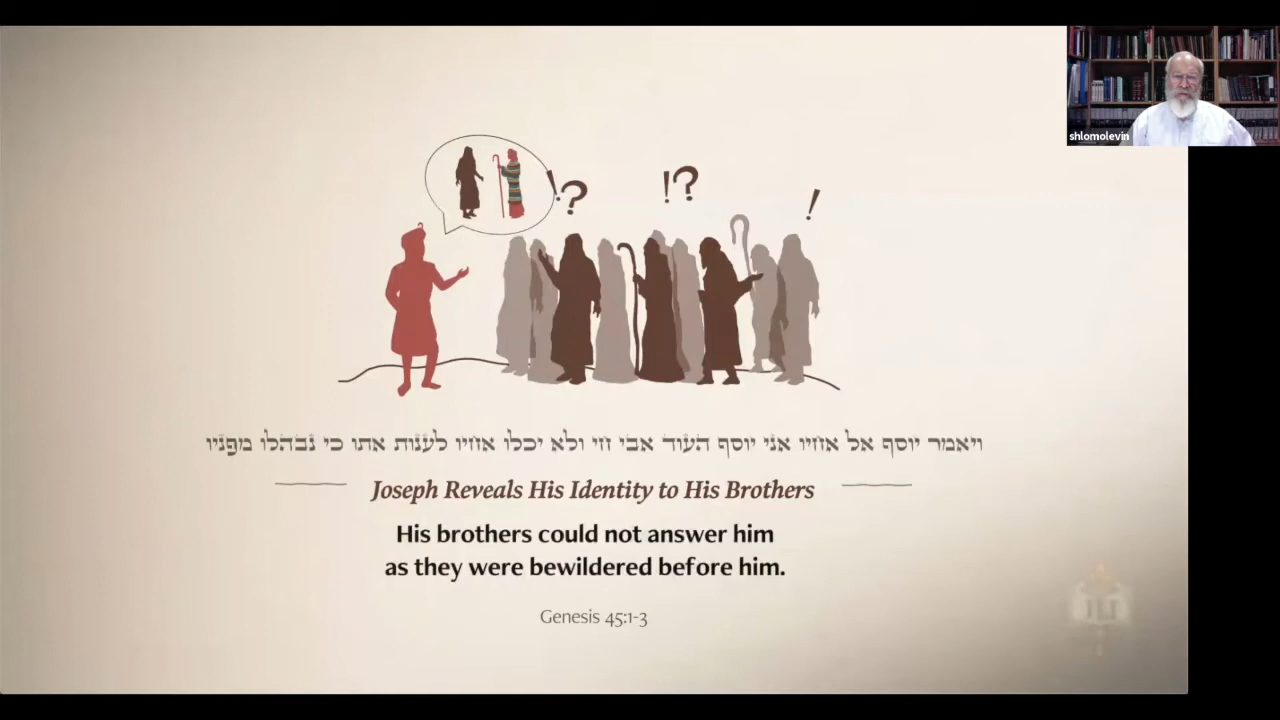 shlomolevin
!?
!?
!
ויאמר יוסף אל אחיו אני יוסף העוד אבי חי ולא יכלו אחיו לענות אתו כי נבהלו מפניו
Joseph Reveals His Identity to His Brothers
His brothers could not answer him
as they were bewildered before him.
Genesis 45:1-3
JLI